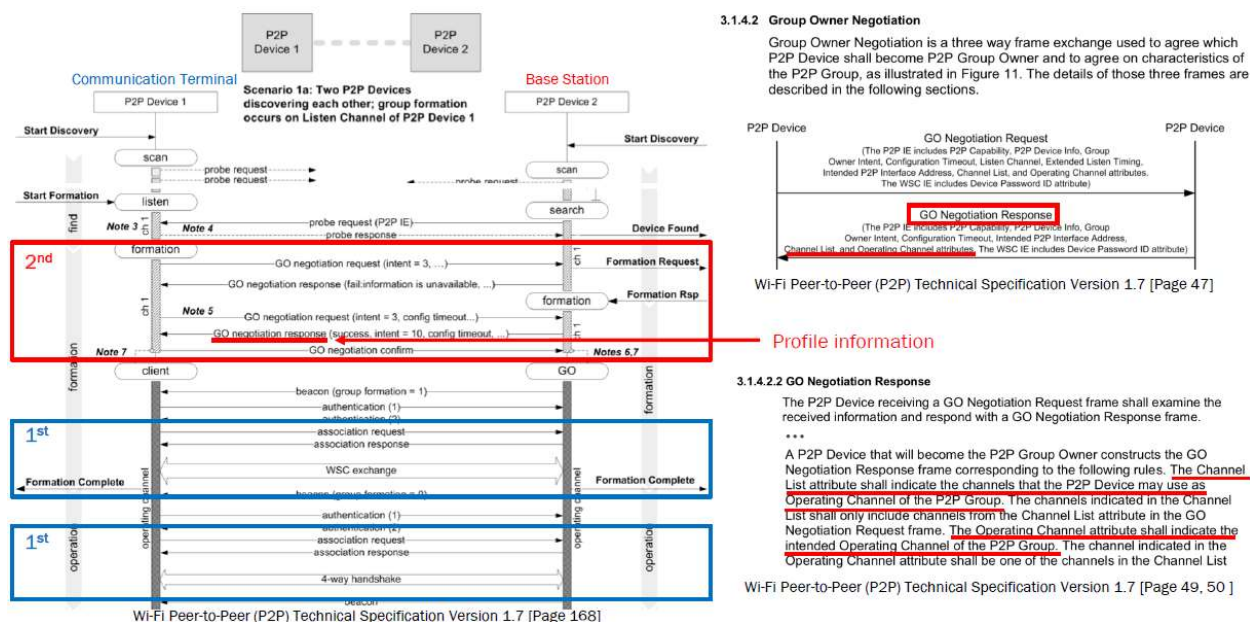 P2P
Device 1
P2P
Device 2
Communication Terminal
Base Station
Scenario 1a: Two P2P Devices
discovering each other; group formation
occurs on Listen Channel of P2P Device 1
P2P Device 1
P2P Device 2
Start Discovery
Start Discovery
scan
scan
probe request
probe request
probe request
Start Formation
listen
search
find
Note 3
ch 1
Note 4
probe request (P2P IE)
probe response
Device Found
2nd
formation
ch 1
GO negotiation request (intent = 3, ...)
Formation Request
GO negotiation response (fail:information is unavailable, ...)
formation
Formation Rsp
ch 1
Note 5
GO negotiation request (intent = 3, config timeout...)
ch 1
GO negotiation response (success, intent = 10, config timeout, ...)
Profile information
Note 7
GO negotiation confirm
Notes 6,7
formation
client
GO
formation
beacon (group formation = 1)
authentication (1)
authentication (2)
1st
association request
association response
WSC exchange
Formation Complete
Formation Complete
operating channel
operating channel
beacon (group formation = 0)
authentication (1)
authentication (2)
1st
association request
association response
operation
operating channel
operating channel
operation
4-way handshake
beacon
Wi-Fi Peer-to-Peer (P2P) Technical Specification Version 1.7 [Page 168]
3.1.4.2 Group Owner Negotiation
Group Owner Negotiation is a three way frame exchange used to agree which
P2P Device shall become P2P Group Owner and to agree on characteristics of
the P2P Group, as illustrated in Figure 11. The details of those three frames are
described in the following sections.
P2P Device
P2P Device
GO Negotiation Request
(The P2P IE includes P2P Capability, P2P Device Info, Group
Owner Intent, Configuration Timeout, Listen Channel, Extended Listen Timing,
Intended P2P Interface Address, Channel List, and Operating Channel attributes.
The WSC IE includes Device Password ID attribute)
GO Negotiation Response
(The P2P IE includes P2P Capability, P2P Device Info, Group
Owner Intent, Configuration Timeout, Intended P2P Interface Address,
Channel List, and Operating Channel attributes. The WSC IE includes Device Password ID attribute)
Wi-Fi Peer-to-Peer (P2P) Technical Specification Version 1.7 [Page 47]
3.1.4.2.2 GO Negotiation Response
The P2P Device receiving a GO Negotiation Request frame shall examine the
received information and respond with a GO Negotiation Response frame.
•••
A P2P Device that will become the P2P Group Owner constructs the GO
Negotiation Response frame corresponding to the following rules. The Channel
List attribute shall indicate the channels that the P2P Device may use as
Operating Channel of the P2P Group. The channels indicated in the Channel
List shall only include channels from the Channel List attribute in the GO
Negotiation Request frame. The Operating Channel attribute shall indicate the
intended Operating Channel of the P2P Group. The channel indicated in the
Operating Channel attribute shall be one of the channels in the Channel List
Wi-Fi Peer-to-Peer (P2P) Technical Specification Version 1.7 [Page 49, 50 ]